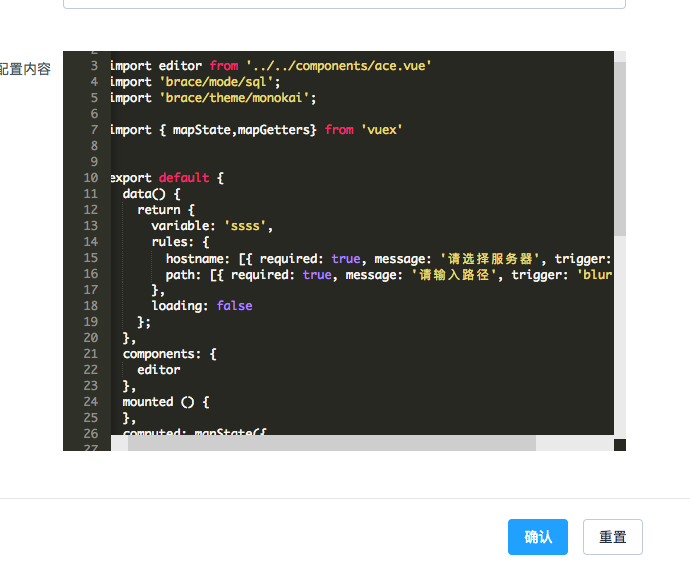 配置内容
3 import editor from '../../components/ace.vue'
4 import 'brace/mode/sql';
5 import 'brace/theme/monokai';
6
7 import { mapState,mapGetters} from 'vuex'
8
9
10 export default {
11 data() {
12 return {
13 variable: 'ssss',
14 rules: {
15 hostname: [{ required: true, message: '请选择服务器', trigger:
16 path: [{ required: true, message: '请输入路径', trigger: 'blur
17 },
18 loading: false
19 };
20 },
21 components: {
22 editor
23 },
24 mounted () {
25 },
26 computed: mapState({
27
确认 重置